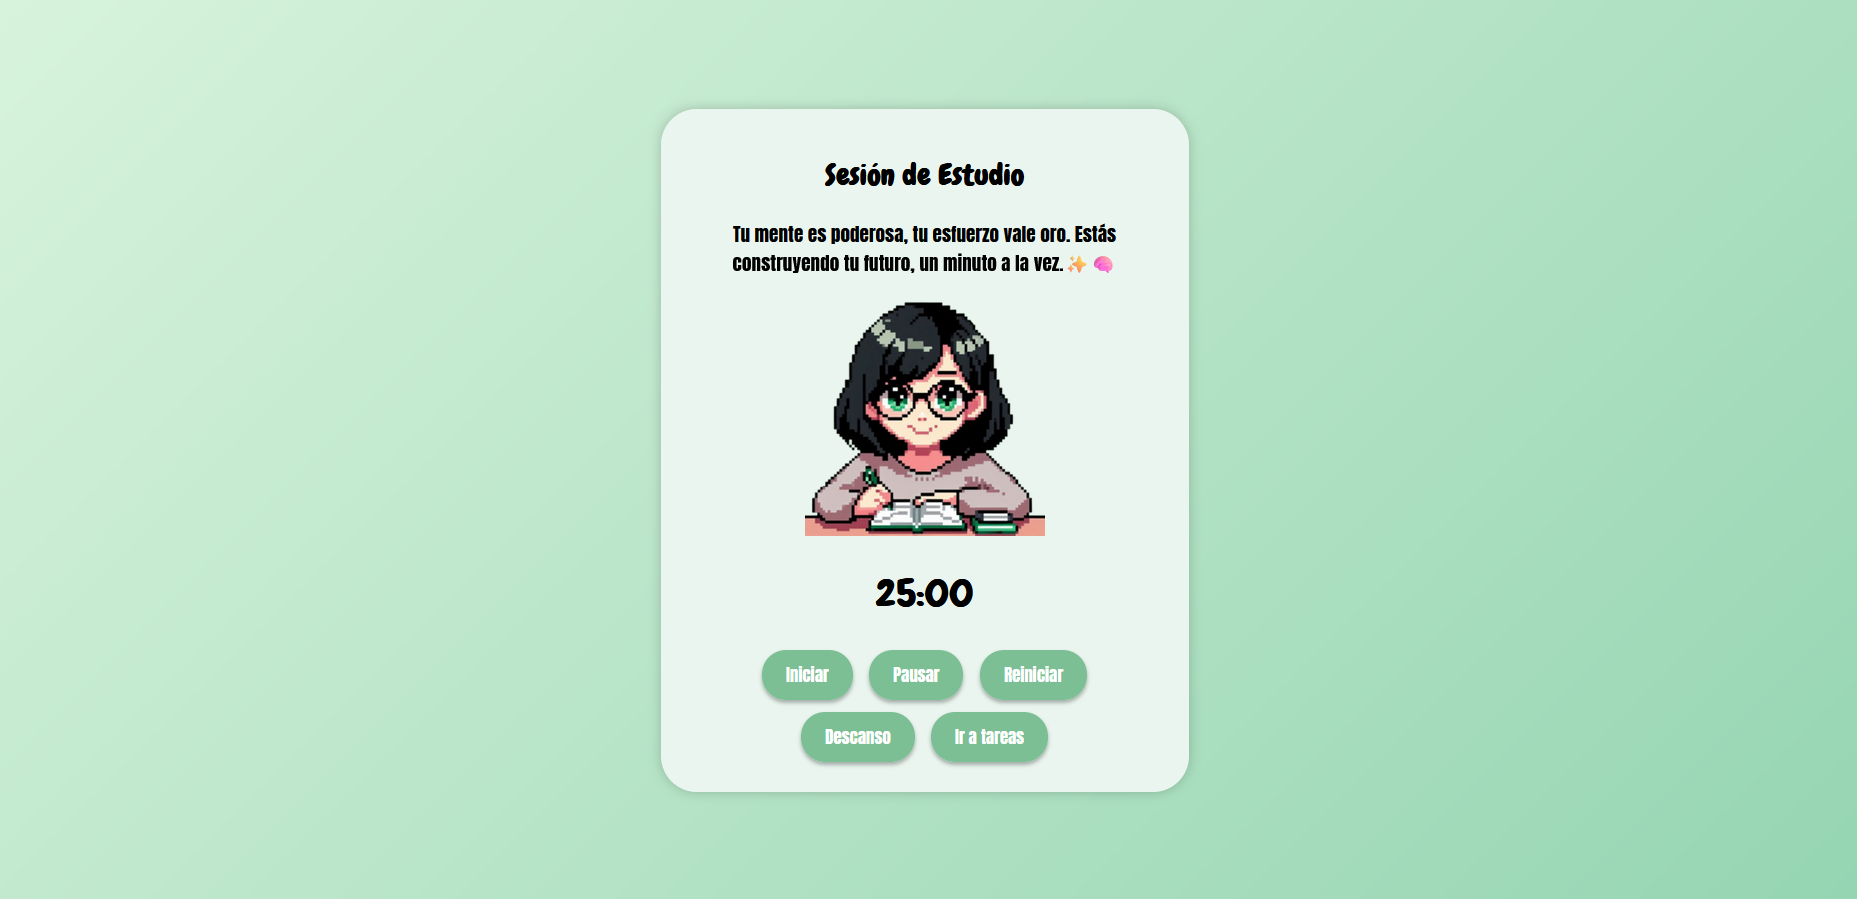 Sesión de Estudio
Tu mente es poderosa, tu esfuerzo vale oro. Estás
construyendo tu futuro, un minuto a la vez. ✨ 🧠
25:00
Iniciar
Pausar
Reiniciar
Descanso
Ir a tareas